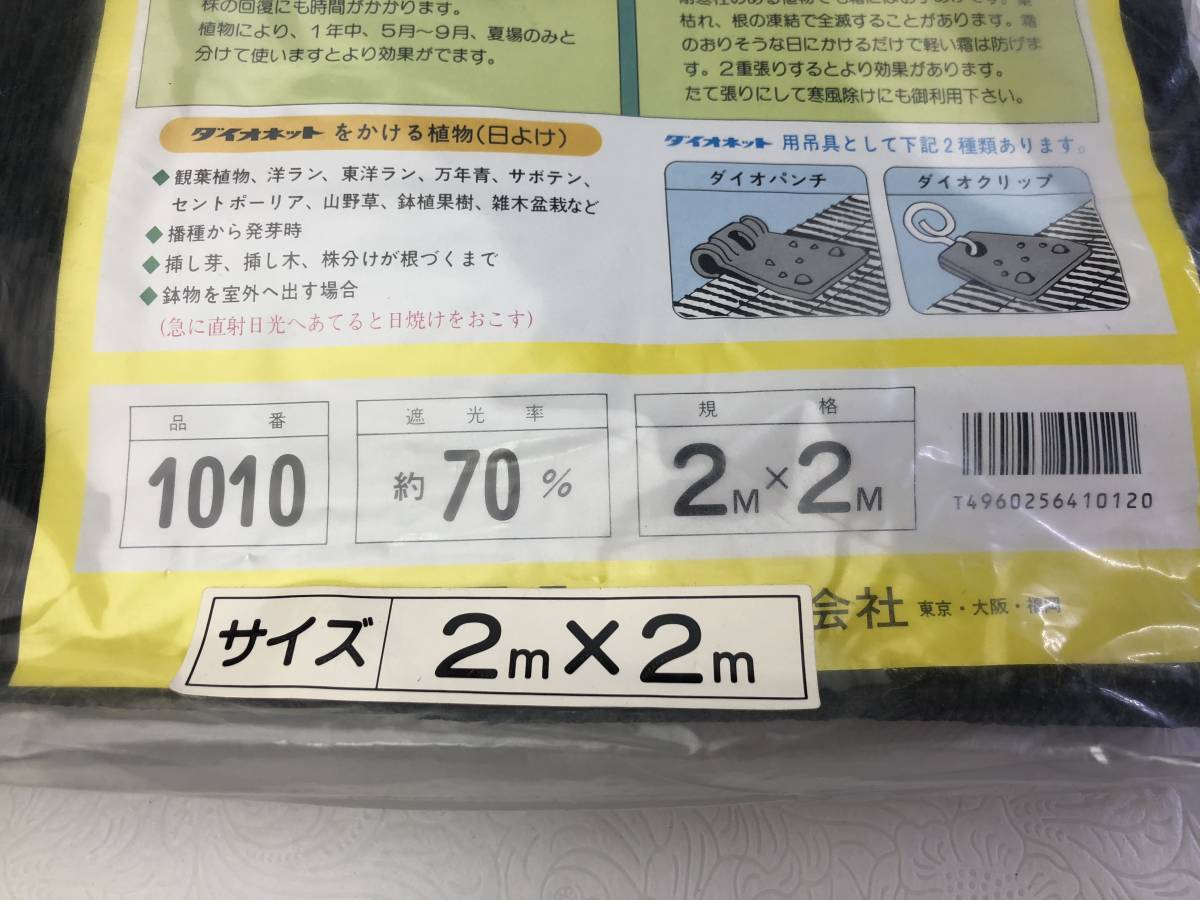 株の回復にも時間がかかります。
植物により、1年中、5月〜9月、夏場のみと
分けて使いますとより効果がでます。
枯れ、根の凍結で全滅することがあります。霜
のおりそうな日にかけるだけで軽い霜は防げま
す。2重張りするとより効果があります。
たて張りにして寒風除けにも御利用下さい。
ダイオネットをかける植物(日よけ)
◆観葉植物、洋ラン、東洋ラン、万年青、サボテン、
セントポーリア、山野草、鉢植果樹、雑木盆栽など
◆播種から発芽時
◆挿し芽、挿し木、株分けが根づくまで
◆鉢物を室外へ出す場合
(急に直射日光へあてると日焼けをおこす)
ダイオネット用吊具として下記2種類あります。
ダイオパンチ
ダイオクリップ
品番
1010
遮光率
約70%
規格
2M×2M
T4960256410120
会社 東京・大阪・福岡
サイズ 2m×2m